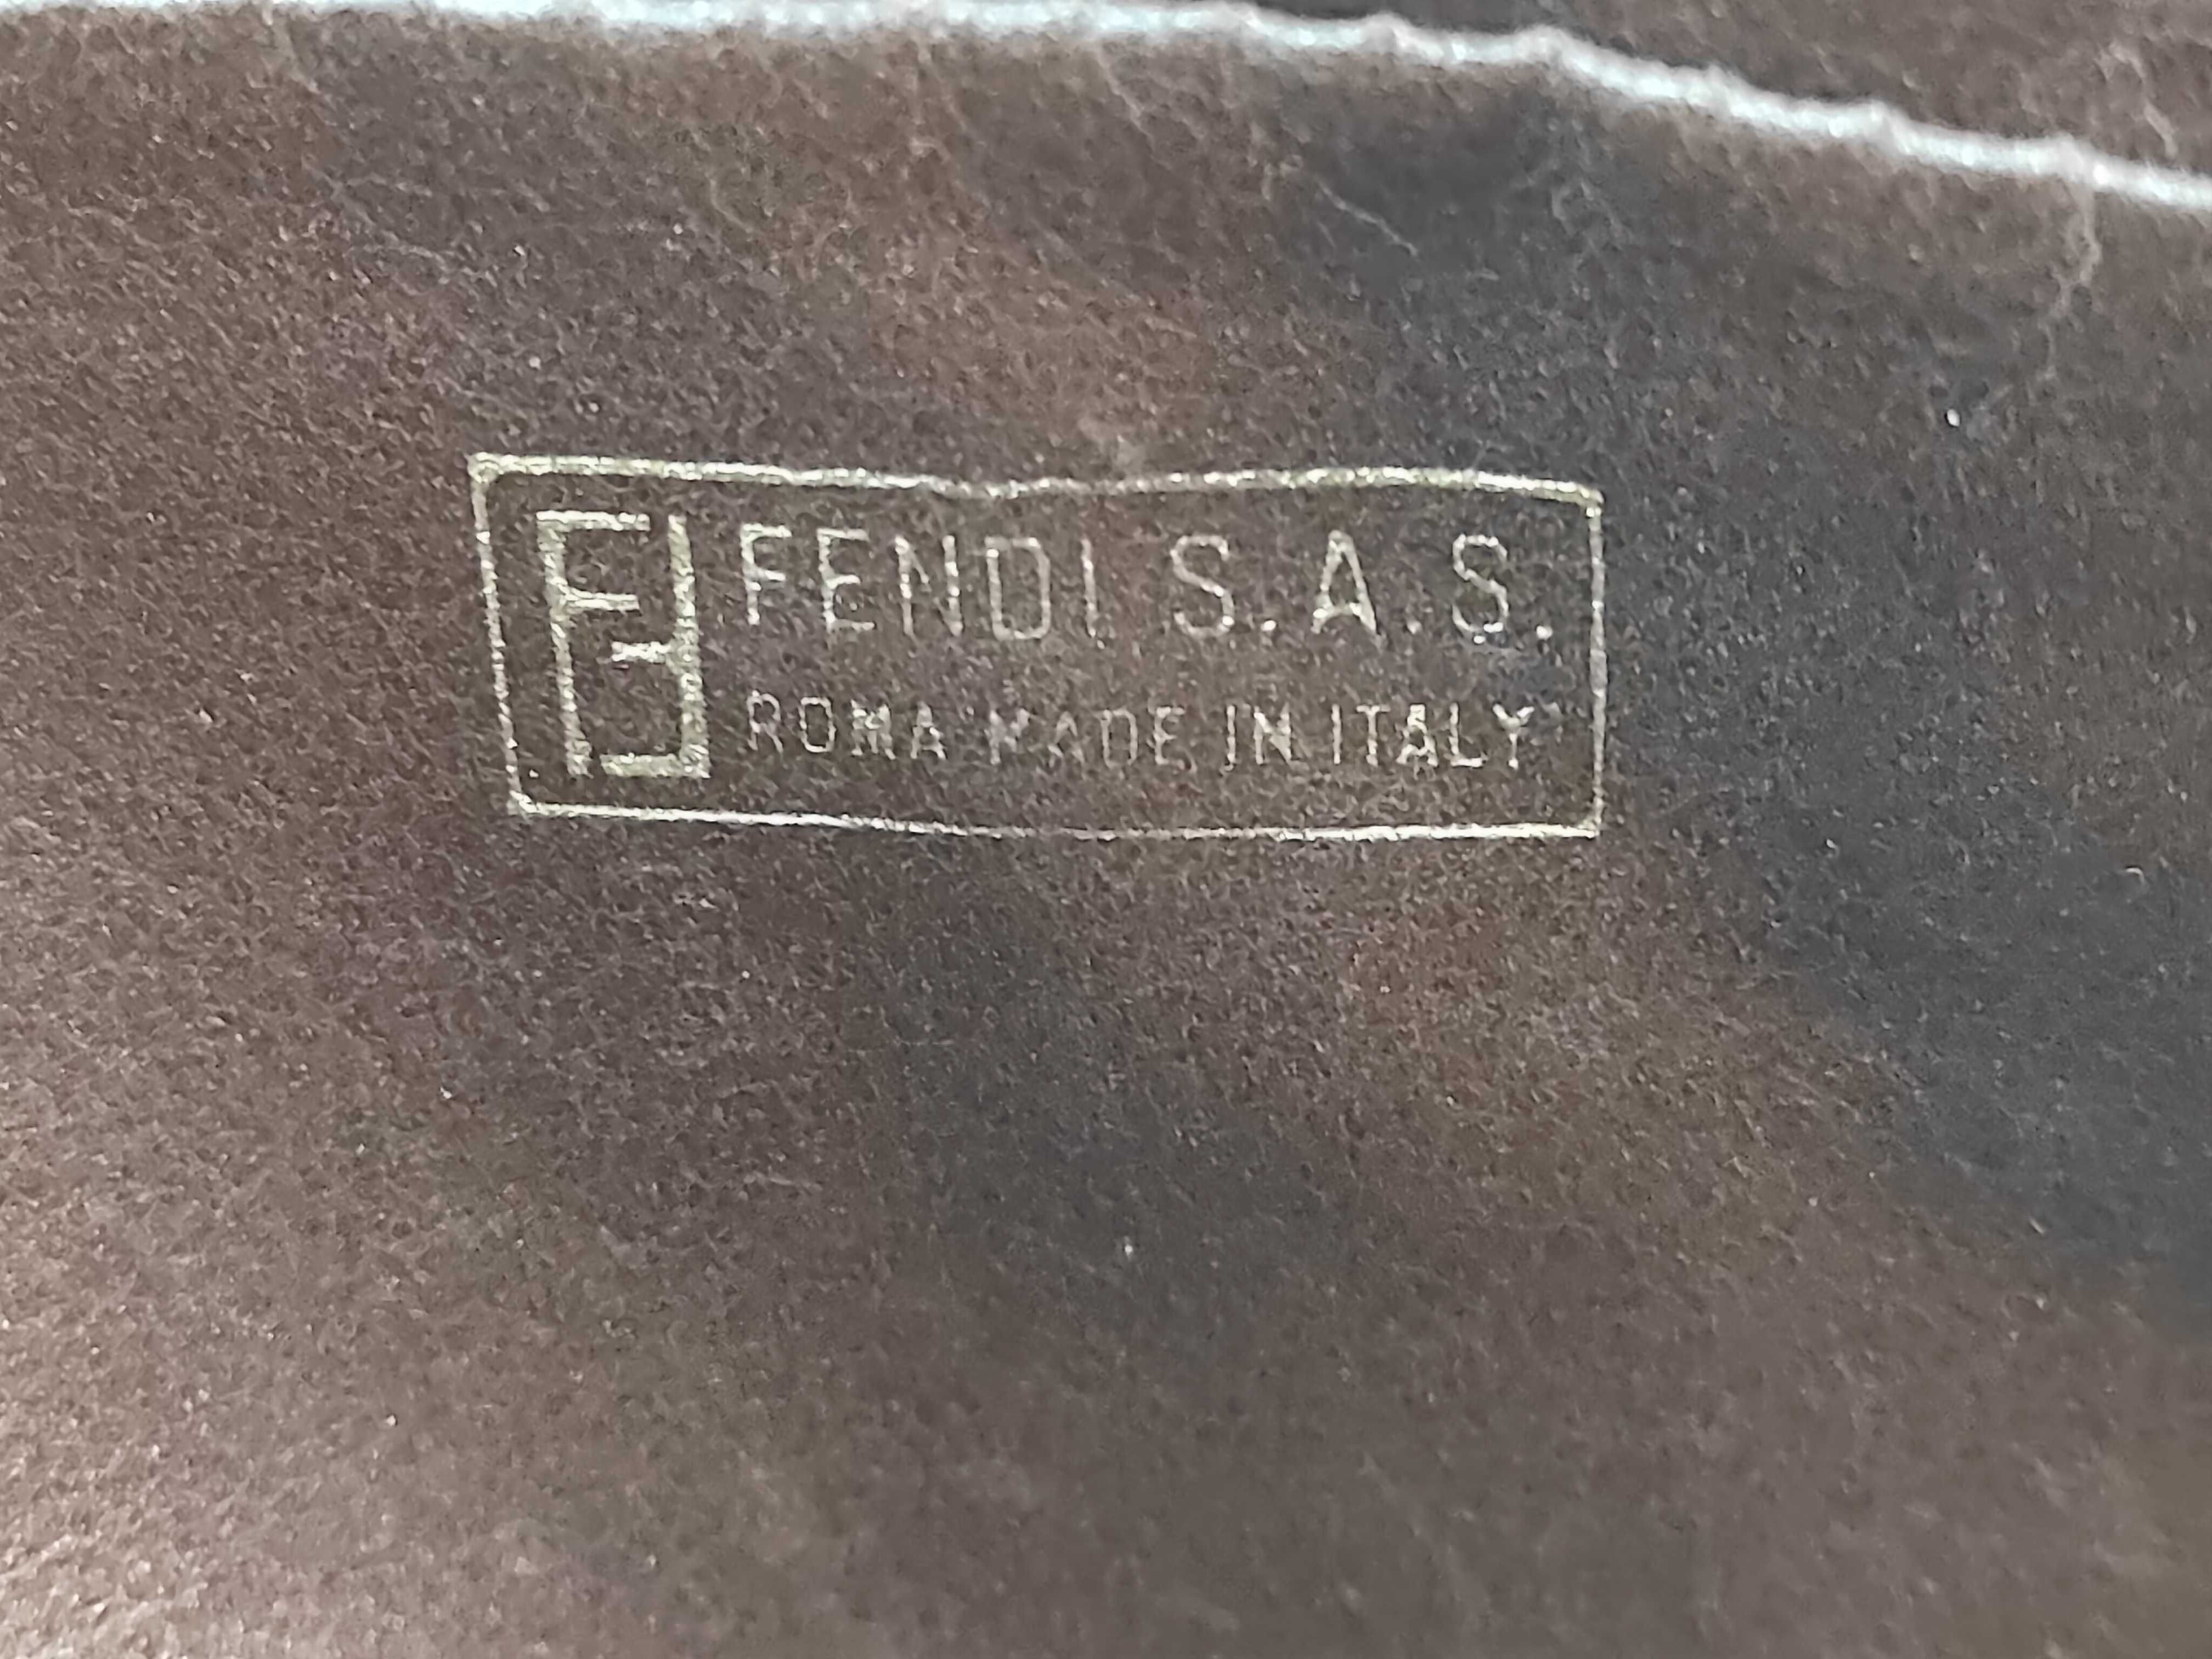 FENDI S.A.S.
ROMA MADE IN ITALY